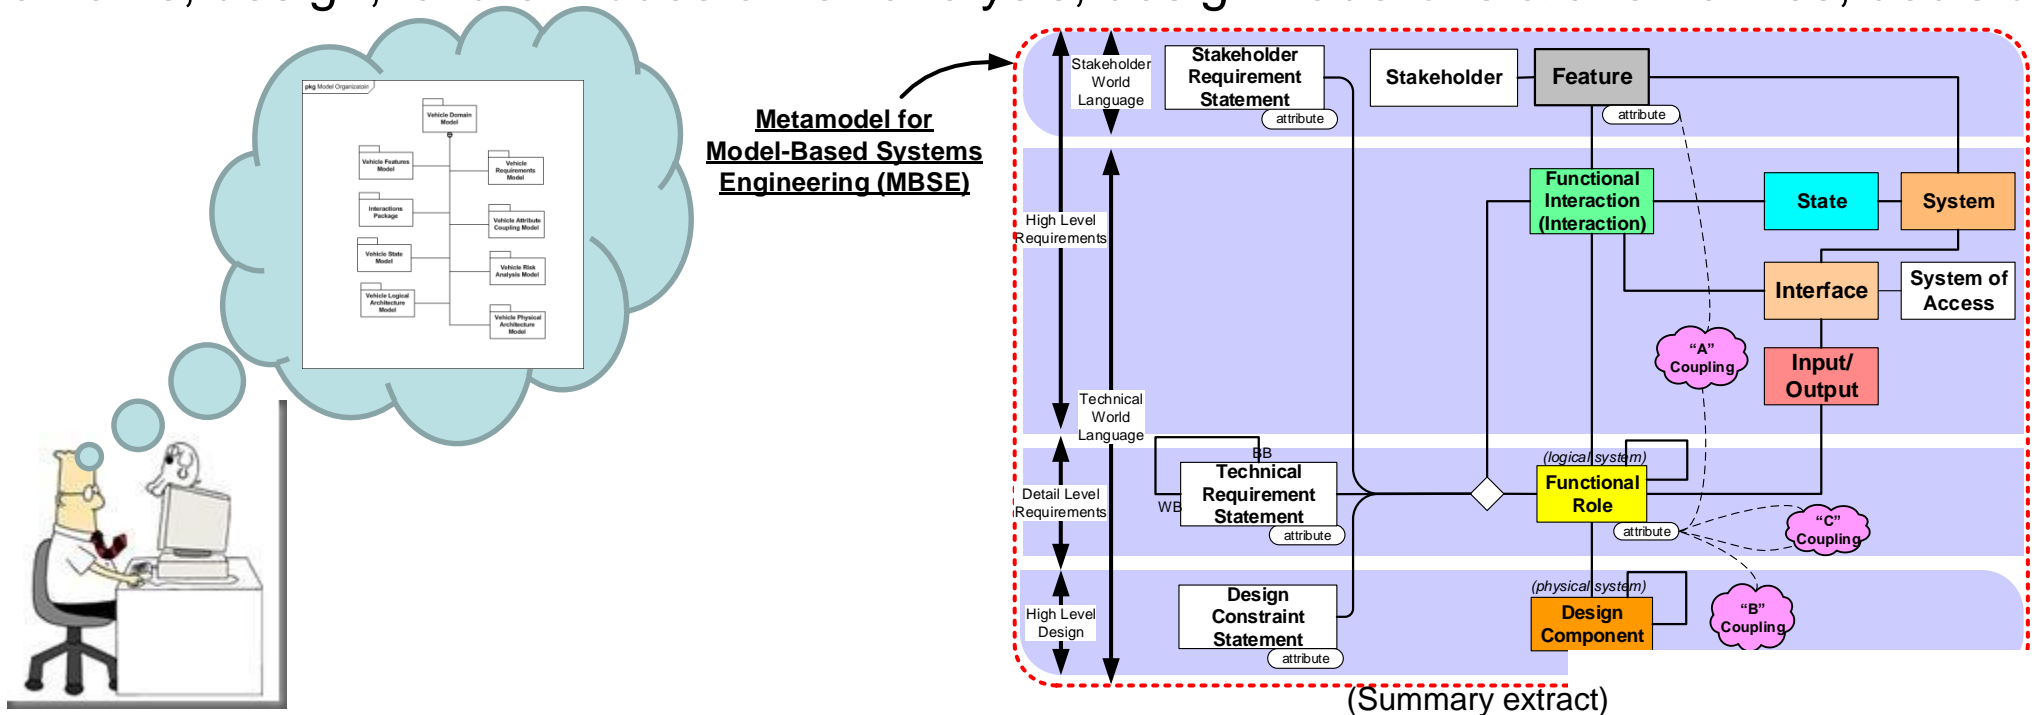 pkg Model Organizatoin
Vehicle Domain
Model
Vehicle Features
Model
Vehicle
Requirements
Model
Interactions
Package
Vehicle Attribute
Coupling Model
Vehicle State
Model
Vehicle Risk
Analysis Model
Vehicle Logical
Architecture
Model
Vehicle Physical
Architecture
Model
Metamodel for
Model-Based Systems
Engineering (MBSE)
Stakeholder
World
Language
High Level
Requirements
Technical
World
Language
Detail Level
Requirements
High Level
Design
Stakeholder
Requirement
Statement
attribute
Stakeholder
Feature
attribute
Functional
Interaction
(Interaction)
State
System
Interface
System of
Access
“A”
Coupling
Input/
Output
BB
WB
Technical
Requirement
Statement
attribute
(logical system)
Functional
Role
attribute
“C”
Coupling
Design
Constraint
Statement
attribute
(physical system)
Design
Component
“B”
Coupling
(Summary extract)